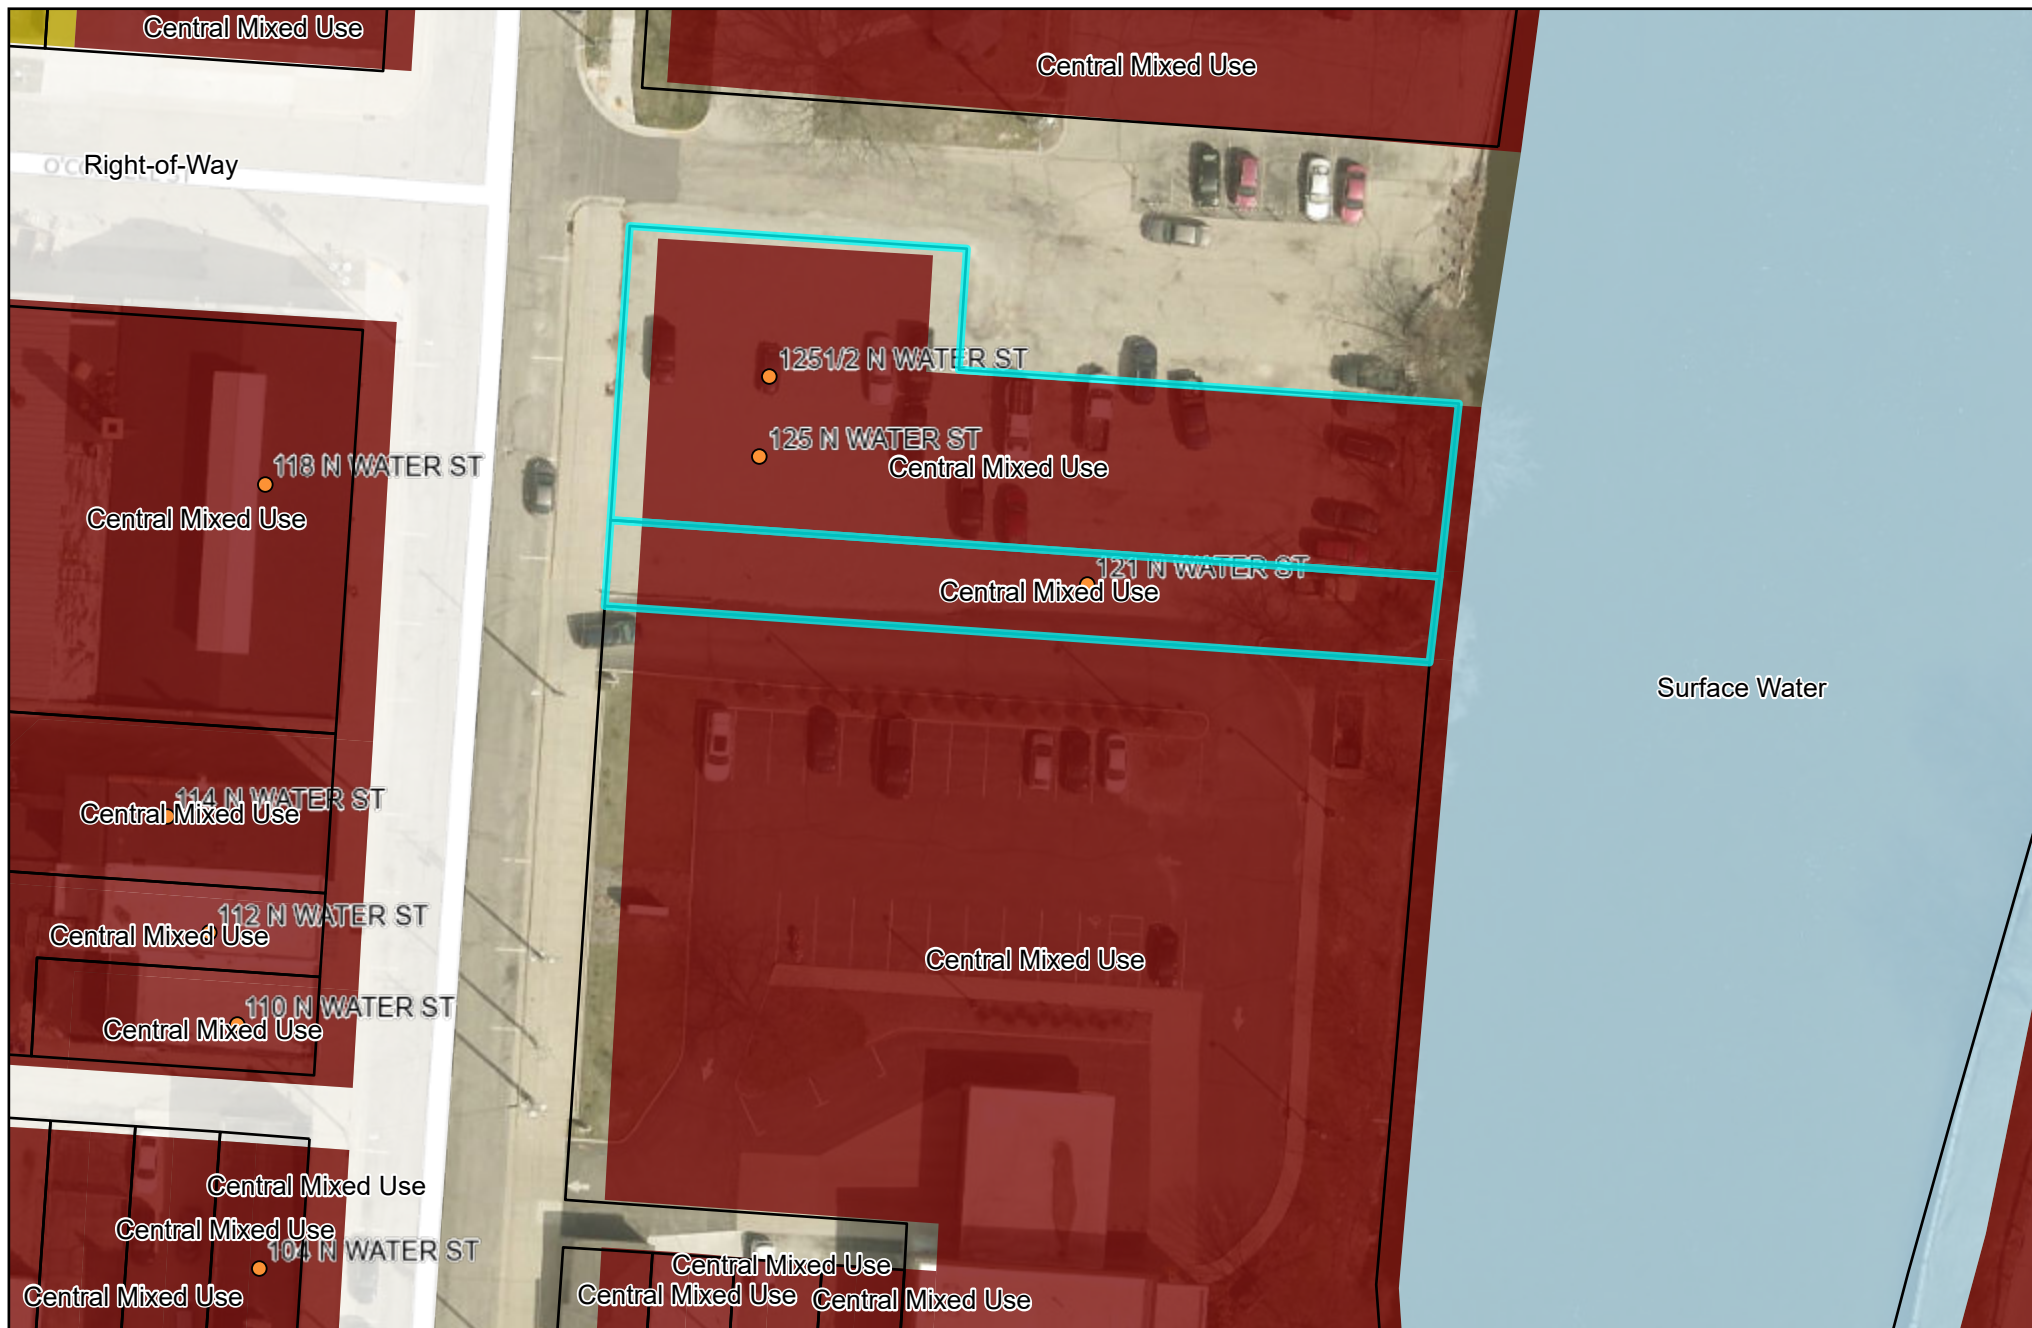 Central Mixed Use
Central Mixed Use
Right-of-Way
1251/2 N WATER ST
125 N WATER ST
Central Mixed Use
118 N WATER ST
Central Mixed Use
121 N WATER ST
Central Mixed Use
Surface Water
114 N WATER ST
Central Mixed Use
112 N WATER ST
Central Mixed Use
Central Mixed Use
110 N WATER ST
Central Mixed Use
Central Mixed Use
Central Mixed Use
104 N WATER ST
Central Mixed Use
Central Mixed Use
Central Mixed Use
Central Mixed Use